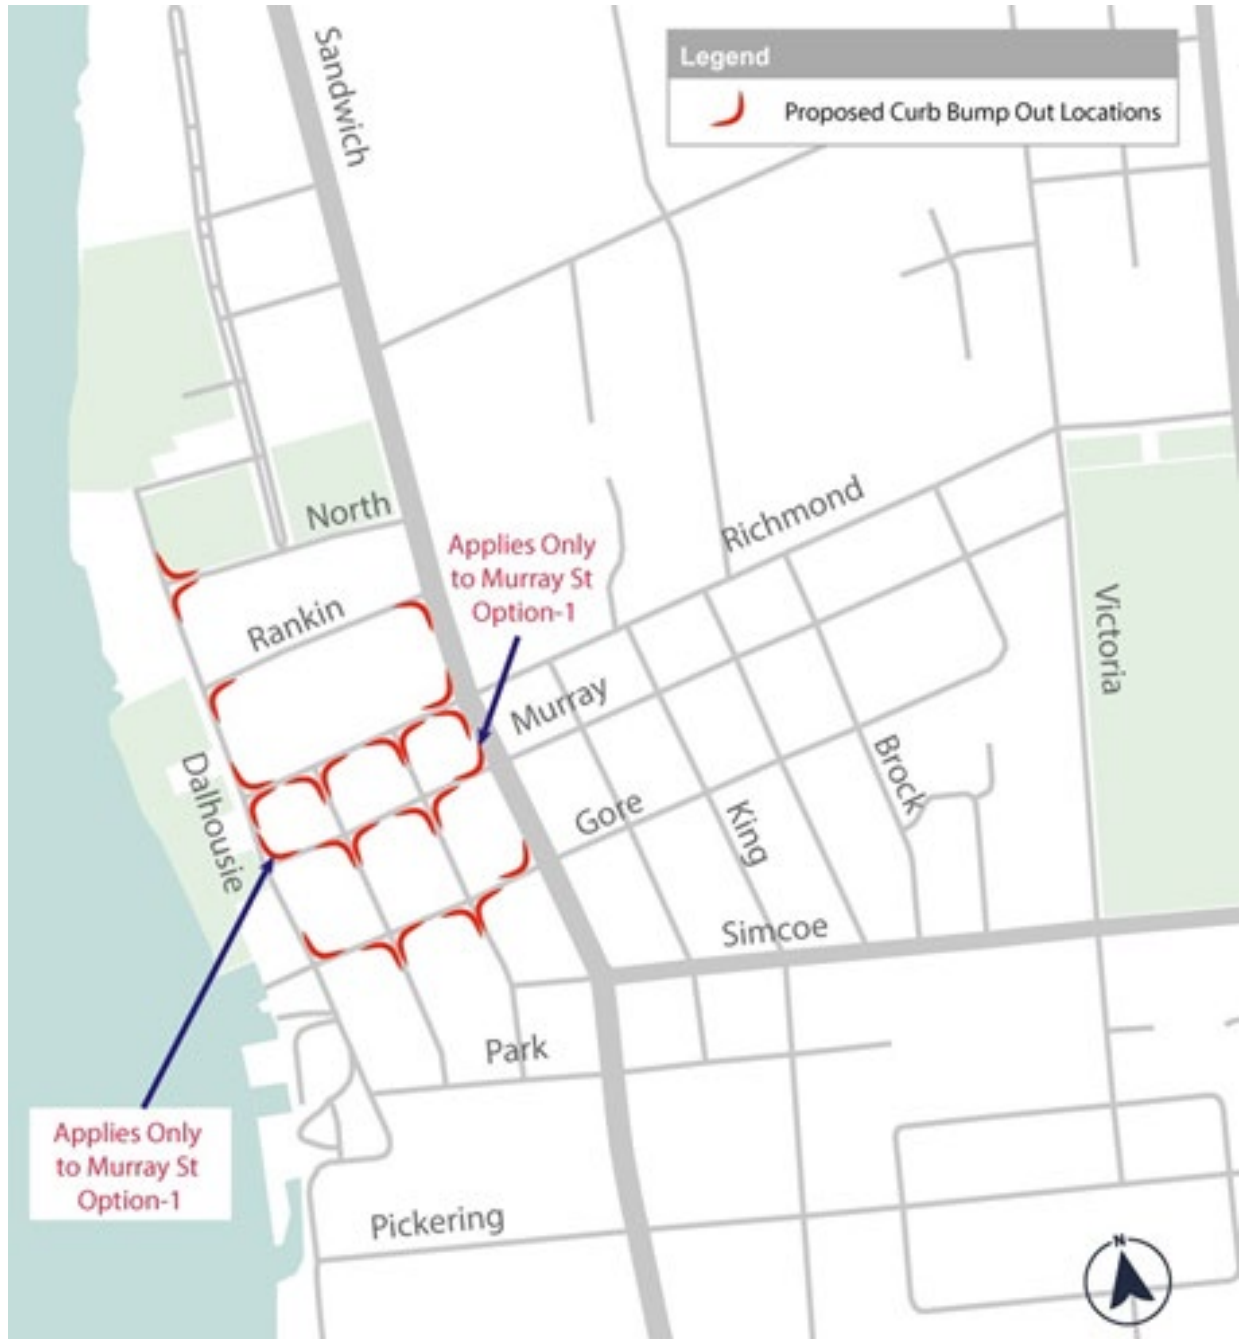 Sandwich
Legend
Proposed Curb Bump Out Locations
North
Richmond
Applies Only
to Murray St
Option-1
Rankin
Victoria
Murray
Dalhousie
Brock
Gore
King
Simcoe
Park
Applies Only
to Murray St
Option-1
Pickering
N